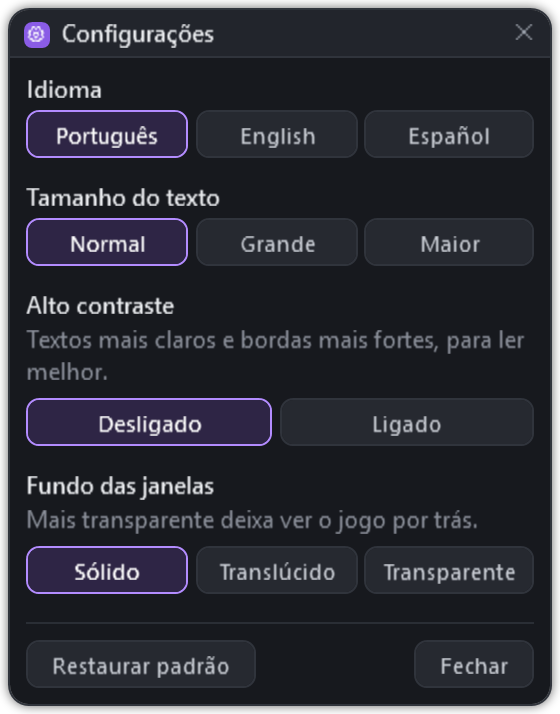 Configurações
Idioma
Português English Español
Tamanho do texto
Normal Grande Maior
Alto contraste
Textos mais claros e bordas mais fortes, para ler
melhor.
Desligado Ligado
Fundo das janelas
Mais transparente deixa ver o jogo por trás.
Sólido Translúcido Transparente
Restaurar padrão Fechar